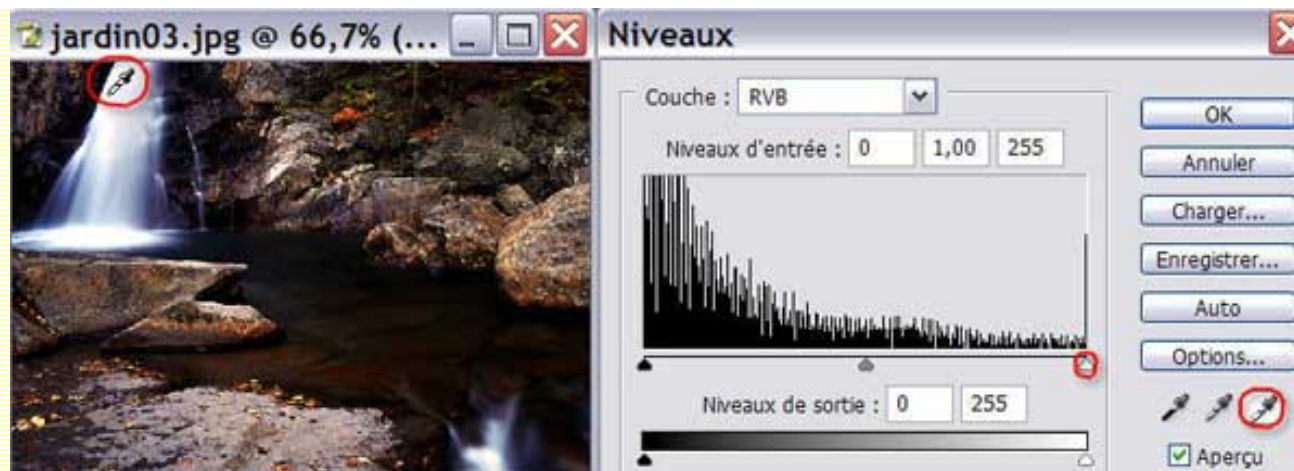 jardin03.jpg @ 66,7% (...
Niveaux
Couche : RVB
OK
Niveaux d'entrée : 0 1,00 255
Annuler
Charger...
Enregistrer...
Auto
Options...
Niveaux de sortie : 0 255
Aperçu